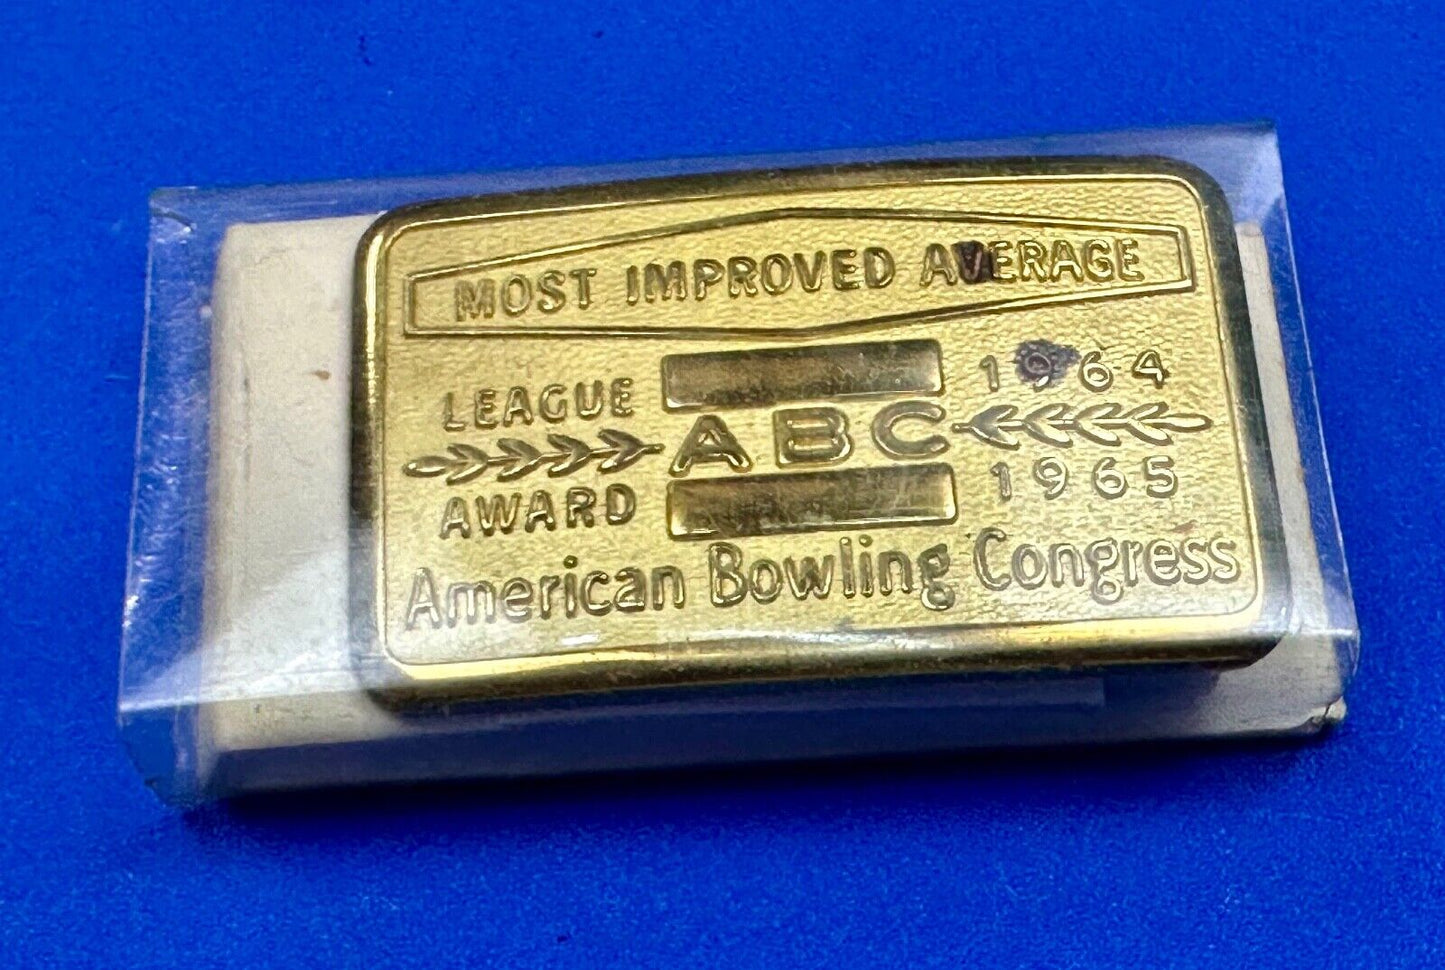 MOST IMPROVED AVERAGE
LEAGUE
AWARD
ABC
1964
1965
American Bowling Congress